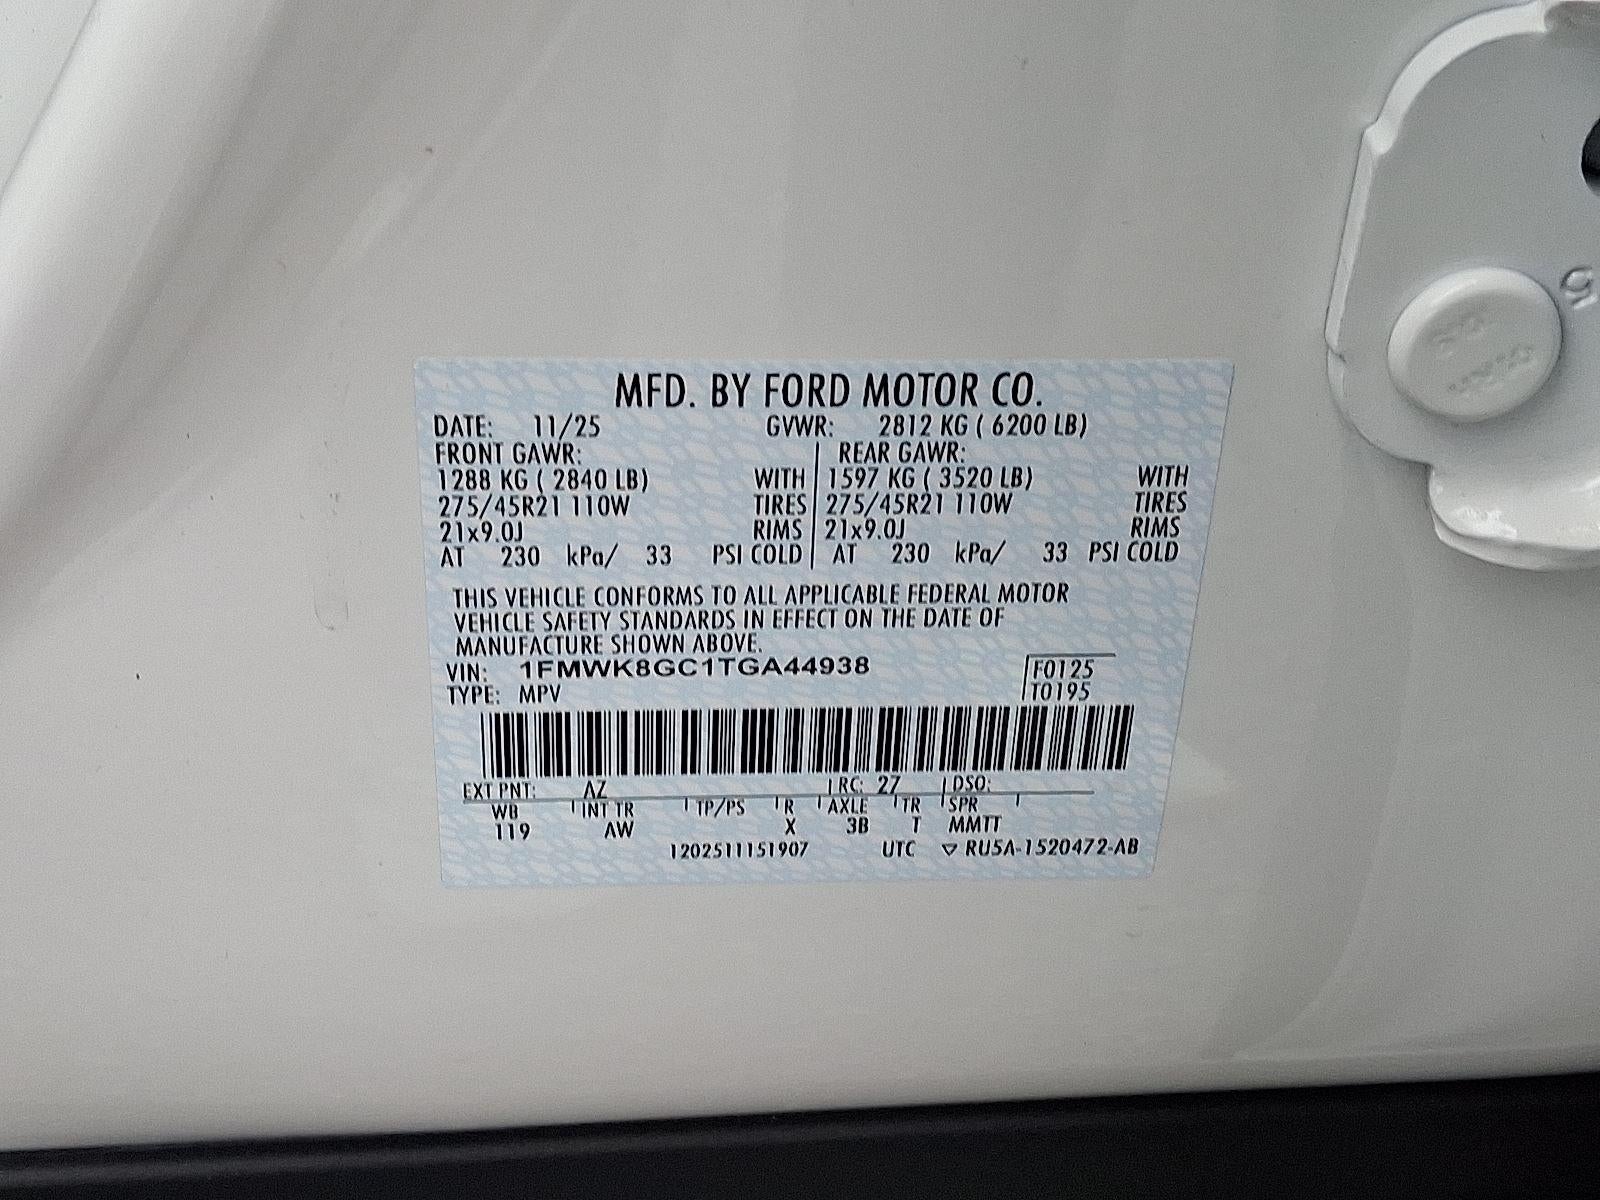 MFD. BY FORD MOTOR CO.
DATE: 11/25 GVWR: 2812 KG ( 6200 LB)
FRONT GAWR: REAR GAWR:
1288 KG ( 2840 LB) WITH 1597 KG ( 3520 LB) WITH
275/45R21 110W TIRES 275/45R21 110W TIRES
21x9.0J RIMS 21x9.0J RIMS
AT 230 kPa/ 33 PSI COLD AT 230 kPa/ 33 PSI COLD
THIS VEHICLE CONFORMS TO ALL APPLICABLE FEDERAL MOTOR
VEHICLE SAFETY STANDARDS IN EFFECT ON THE DATE OF
MANUFACTURE SHOWN ABOVE.
VIN: 1FMWK8GC1TGA44938 F0125
TYPE: MPV T0195
EXT PNT: AZ RC: 27 DSO:
WB INT TR TP/PS R AXLE TR SPR
119 AW X 3B T MMTT
1202511151907 UTC ▽ RU5A-1520472-AB